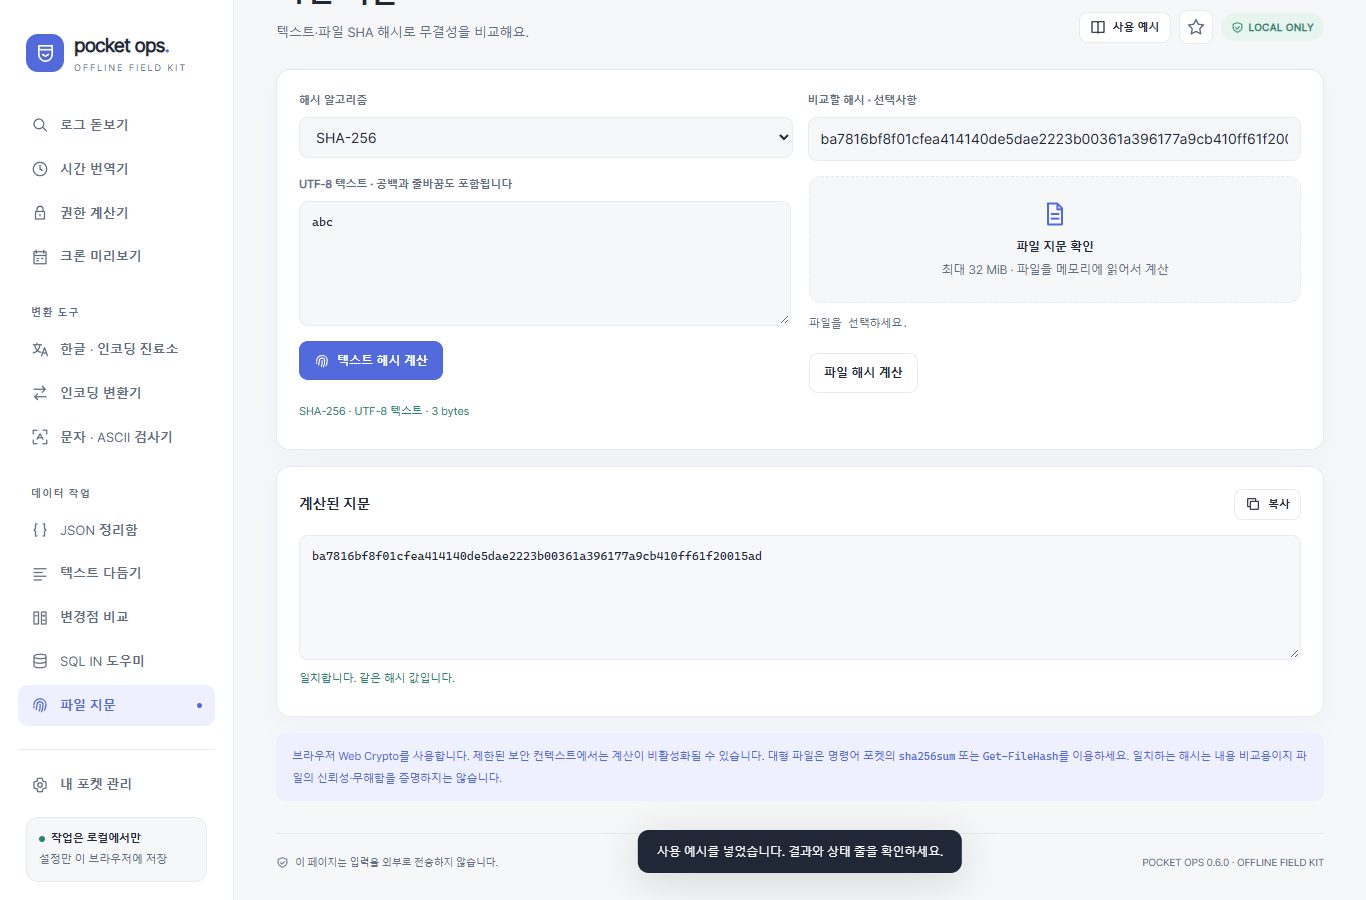 pocket ops.
OFFLINE FIELD KIT
로그 돋보기
시간 번역기
권한 계산기
크론 미리보기
변환 도구
한글 · 인코딩 진료소
인코딩 변환기
문자 · ASCII 검사기
데이터 작업
JSON 정리함
텍스트 다듬기
변경점 비교
SQL IN 도우미
파일 지문
내 포켓 관리
작업은 로컬에서만
설정만 이 브라우저에 저장
텍스트·파일 SHA 해시로 무결성을 비교해요.
사용 예시
LOCAL ONLY
해시 알고리즘
SHA-256
비교할 해시 · 선택사항
ba7816bf8f01cfea414140de5dae2223b00361a396177a9cb410ff61f200
UTF-8 텍스트 · 공백과 줄바꿈도 포함됩니다
abc
파일 지문 확인
최대 32 MiB · 파일을 메모리에 읽어서 계산
파일을 선택하세요.
텍스트 해시 계산
파일 해시 계산
SHA-256 · UTF-8 텍스트 · 3 bytes
계산된 지문
복사
ba7816bf8f01cfea414140de5dae2223b00361a396177a9cb410ff61f20015ad
일치합니다. 같은 해시 값입니다.
브라우저 Web Crypto를 사용합니다. 제한된 보안 컨텍스트에서는 계산이 비활성화될 수 있습니다. 대형 파일은 명령어 포켓의 sha256sum 또는 Get-FileHash를 이용하세요. 일치하는 해시는 내용 비교용이지 파
일의 신뢰성·무해함을 증명하지는 않습니다.
이 페이지는 입력을 외부로 전송하지 않습니다.
사용 예시를 넣었습니다. 결과와 상태 줄을 확인하세요.
POCKET OPS 0.6.0 · OFFLINE FIELD KIT